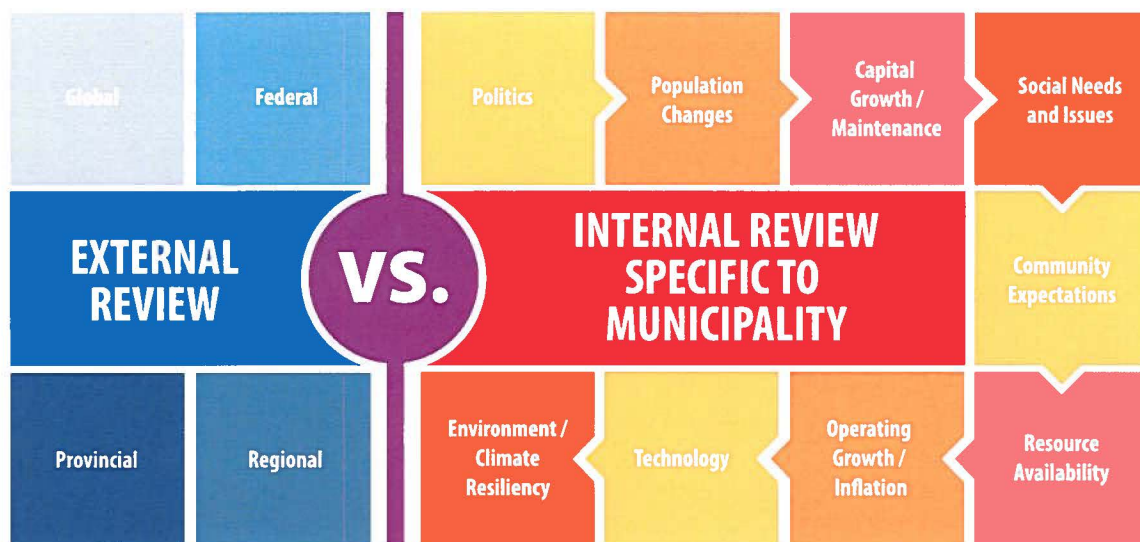 Global
Federal
Politics
Population
Changes
Capital
Growth /
Maintenance
Social Needs
and Issues
EXTERNAL
REVIEW
VS.
INTERNAL REVIEW
SPECIFIC TO
MUNICIPALITY
Community
Expectations
Provincial
Regional
Environment /
Climate
Resiliency
Technology
Operating
Growth /
Inflation
Resource
Availability